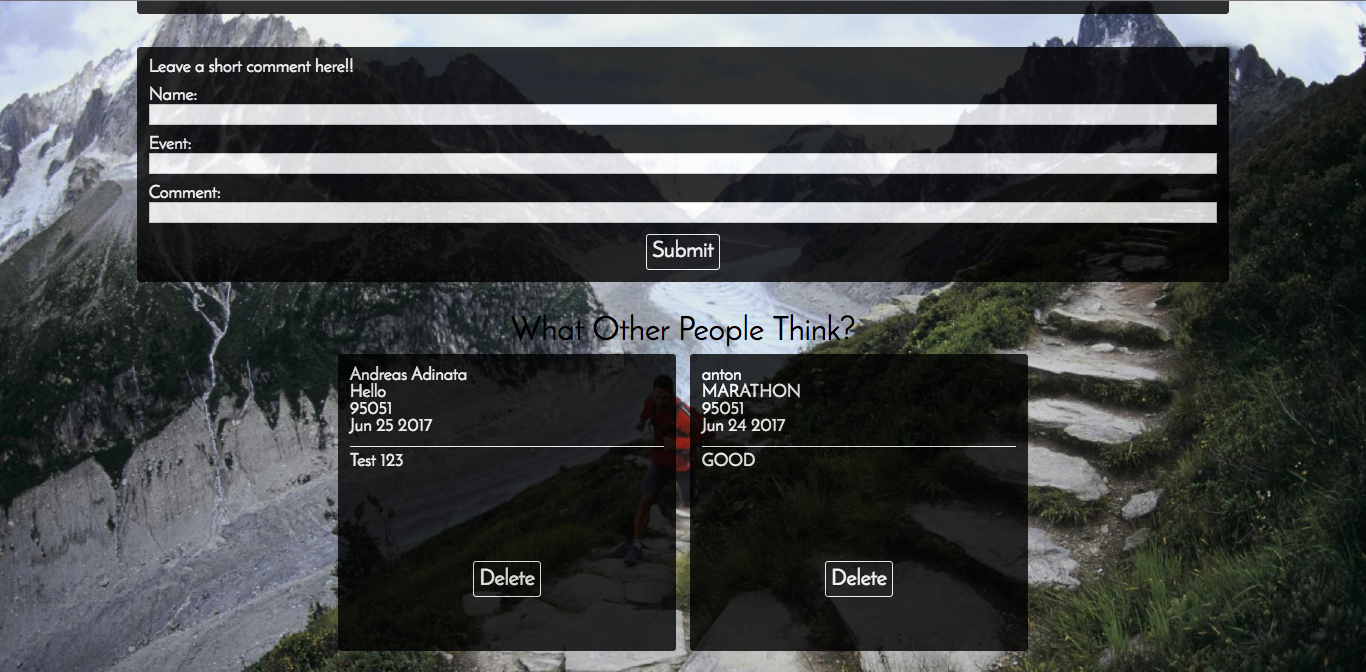 Leave a short comment here!!
Name:
Event:
Comment:
Submit
What Other People Think?
Andreas Adinata
Hello
95051
Jun 25 2017
Test 123
Delete
anton
MARATHON
95051
Jun 24 2017
GOOD
Delete